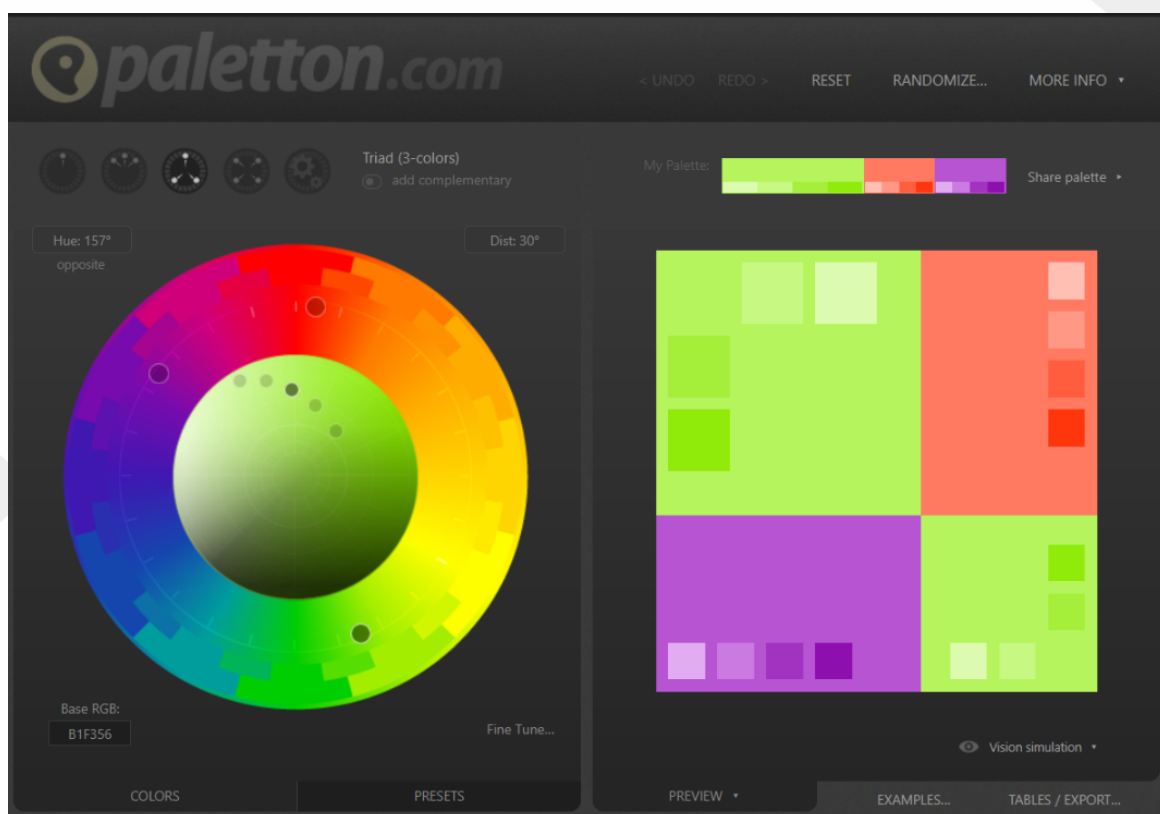 paletton.com
< UNDO REDO > RESET RANDOMIZE... MORE INFO ▾
Triad (3-colors)
add complementary
Hue: 157°
opposite
Dist: 30°
Base RGB:
B1F356
Fine Tune...
COLORS PRESETS
My Palette:
Share palette ▸
Vision simulation ▾
PREVIEW ▾ EXAMPLES... TABLES / EXPORT...